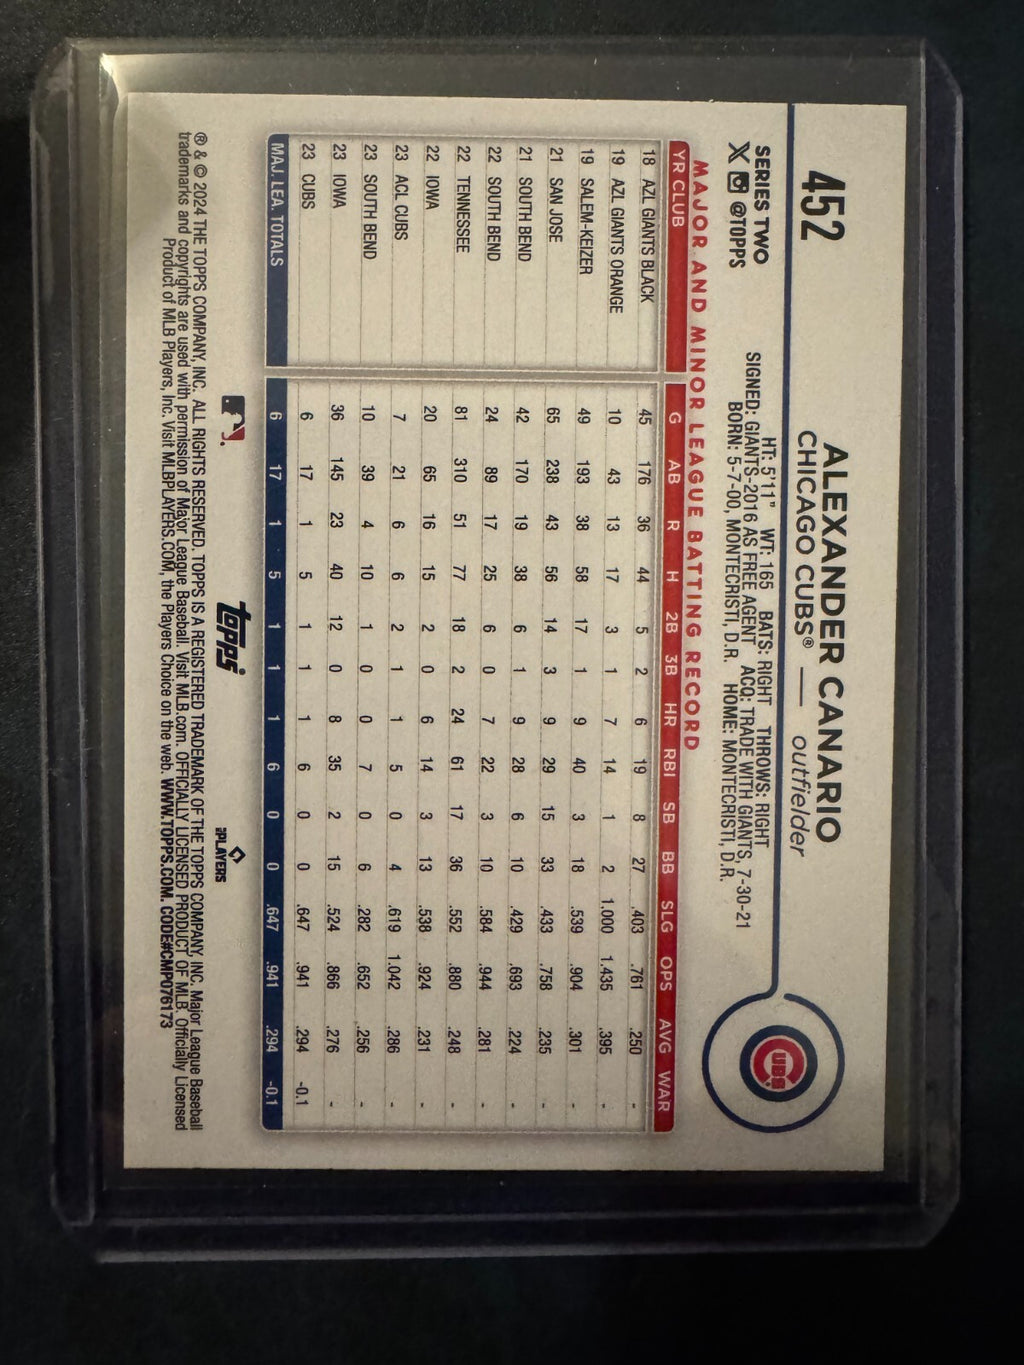 452
ALEXANDER CANARIO
CHICAGO CUBS® — outfielder
SERIES TWO
X @TOPPS
HT: 5'11" WT: 165 BATS: RIGHT THROWS: RIGHT
SIGNED: GIANTS-2016 AS FREE AGENT ACQ: TRADE WITH GIANTS, 7-30-21
BORN: 5-7-00, MONTECRISTI, D.R. HOME: MONTECRISTI, D.R.
CUBS
MAJOR AND MINOR LEAGUE BATTING RECORD
YR CLUB G AB R H 2B 3B HR RBI SB BB SLG OPS AVG WAR
18 AZL GIANTS BLACK 45 176 36 44 5 2 6 19 8 27 .403 .761 .250 -
19 AZL GIANTS ORANGE 10 43 13 17 3 1 7 14 1 2 1.000 1.435 .395 -
19 SALEM-KEIZER 49 193 38 58 17 1 9 40 3 18 .539 .904 .301 -
21 SAN JOSE 65 238 43 56 14 3 9 29 15 33 .433 .758 .235 -
21 SOUTH BEND 42 170 19 38 6 1 9 28 6 10 .429 .693 .224 -
22 SOUTH BEND 24 89 17 25 6 0 7 22 3 10 .584 .944 .281 -
22 TENNESSEE 81 310 51 77 18 2 24 61 17 36 .552 .880 .248 -
22 IOWA 20 65 16 15 2 0 6 14 3 13 .538 .924 .231 -
23 ACL CUBS 7 21 6 6 2 1 1 5 0 4 .619 1.042 .286 -
23 SOUTH BEND 10 39 4 10 1 0 0 7 0 6 .282 .652 .256 -
23 IOWA 36 145 23 40 12 0 8 35 2 15 .524 .866 .276 -
23 CUBS 6 17 1 5 1 1 1 6 0 0 .647 .941 .294 -0.1
MAJ. LEA. TOTALS 6 17 1 5 1 1 1 6 0 0 .647 .941 .294 -0.1
topps
PLAYERS
® & © 2024 THE TOPPS COMPANY, INC. ALL RIGHTS RESERVED. TOPPS IS A REGISTERED TRADEMARK OF THE TOPPS COMPANY, INC. Major League Baseball
trademarks and copyrights are used with permission of Major League Baseball. Visit MLB.com. OFFICIALLY LICENSED PRODUCT OF MLB. Officially Licensed
Product of MLB Players, Inc. Visit MLBPLAYERS.COM, the Players Choice on the web. WWW.TOPPS.COM. CODE#CMP076173